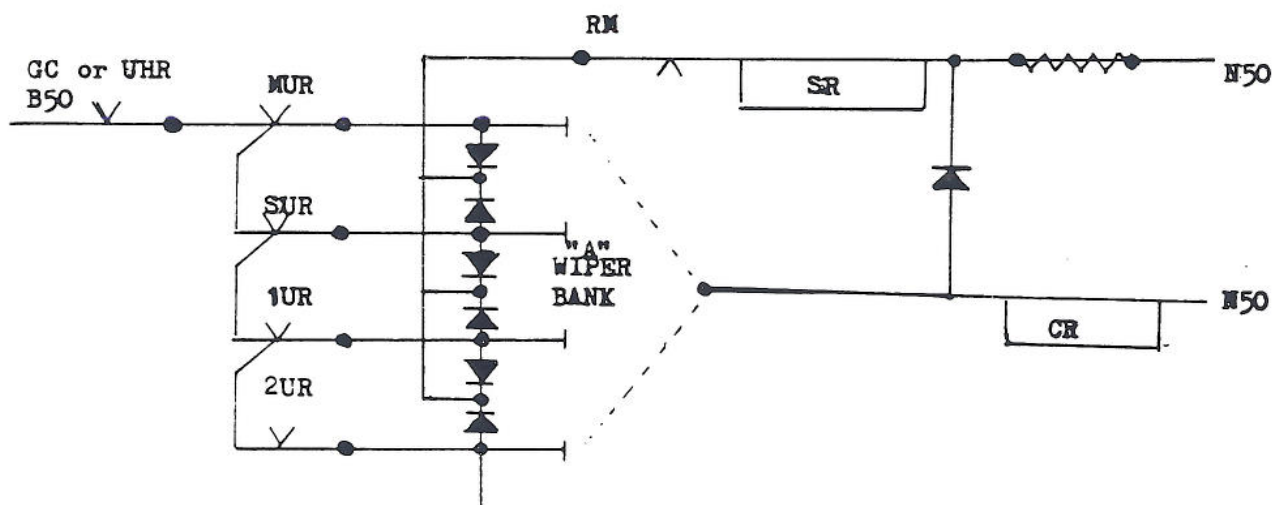 RM
GC or UHR
B50
MUR
SR
N50
SUR
"A"
WIPER
BANK
1UR
N50
CR
2UR